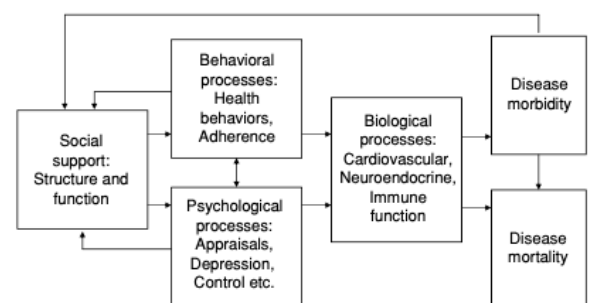 Social
support:
Structure and
function
Behavioral
processes:
Health
behaviors,
Adherence
Psychological
processes:
Appraisals,
Depression,
Control etc.
Biological
processes:
Cardiovascular,
Neuroendocrine,
Immune
function
Disease
morbidity
Disease
mortality